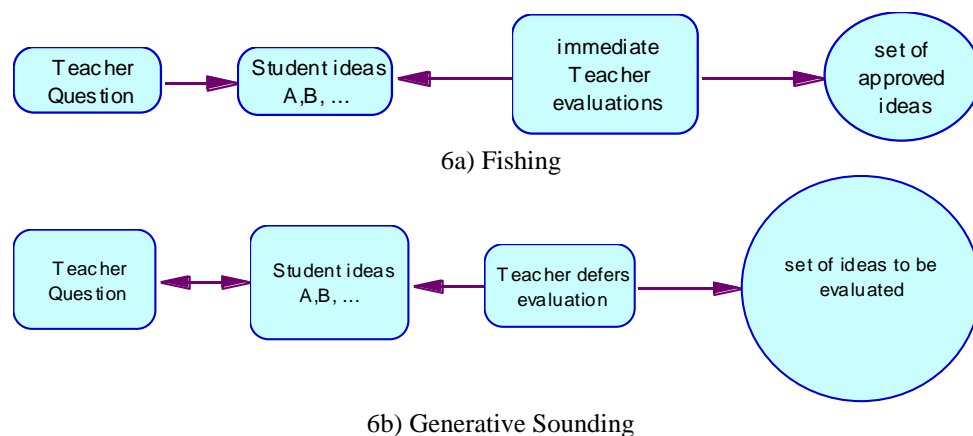 Teacher
Question
Student ideas
A,B, ...
immediate
Teacher
evaluations
set of
approved
ideas
6a) Fishing
Teacher
Question
Student ideas
A,B, ...
Teacher defers
evaluation
set of ideas to be
evaluated
6b) Generative Sounding